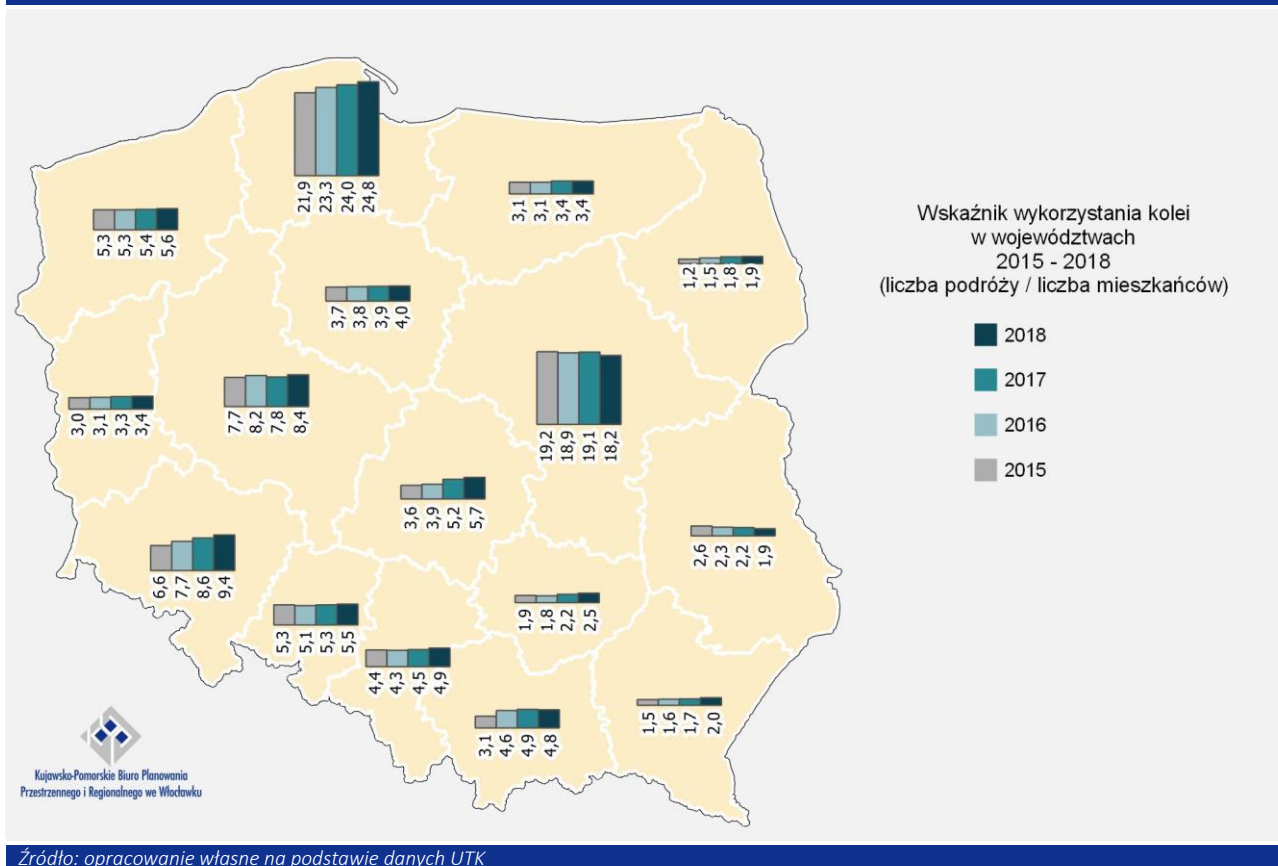 21,9 23,3 24,0 24,8
3,1 3,1 3,4 3,4
5,3 5,3 5,4 5,6
1,2 1,5 1,8 1,9
3,7 3,8 3,9 4,0
7,7 8,2 7,8 8,4
3,0 3,1 3,3 3,4
19,2 18,9 19,1 18,2
3,6 3,9 5,2 5,7
2,6 2,3 2,2 1,9
6,6 7,7 8,6 9,4
5,3 5,1 5,3 5,5
1,9 1,8 2,2 2,5
4,4 4,3 4,5 4,9
3,1 4,6 4,9 4,8
1,5 1,6 1,7 2,0
Wskaźnik wykorzystania kolei
w województwach
2015 - 2018
(liczba podróży / liczba mieszkańców)
2018
2017
2016
2015
Kujawsko-Pomorskie Biuro Planowania
Przestrzennego i Regionalnego we Włocławku
Źródło: opracowanie własne na podstawie danych UTK